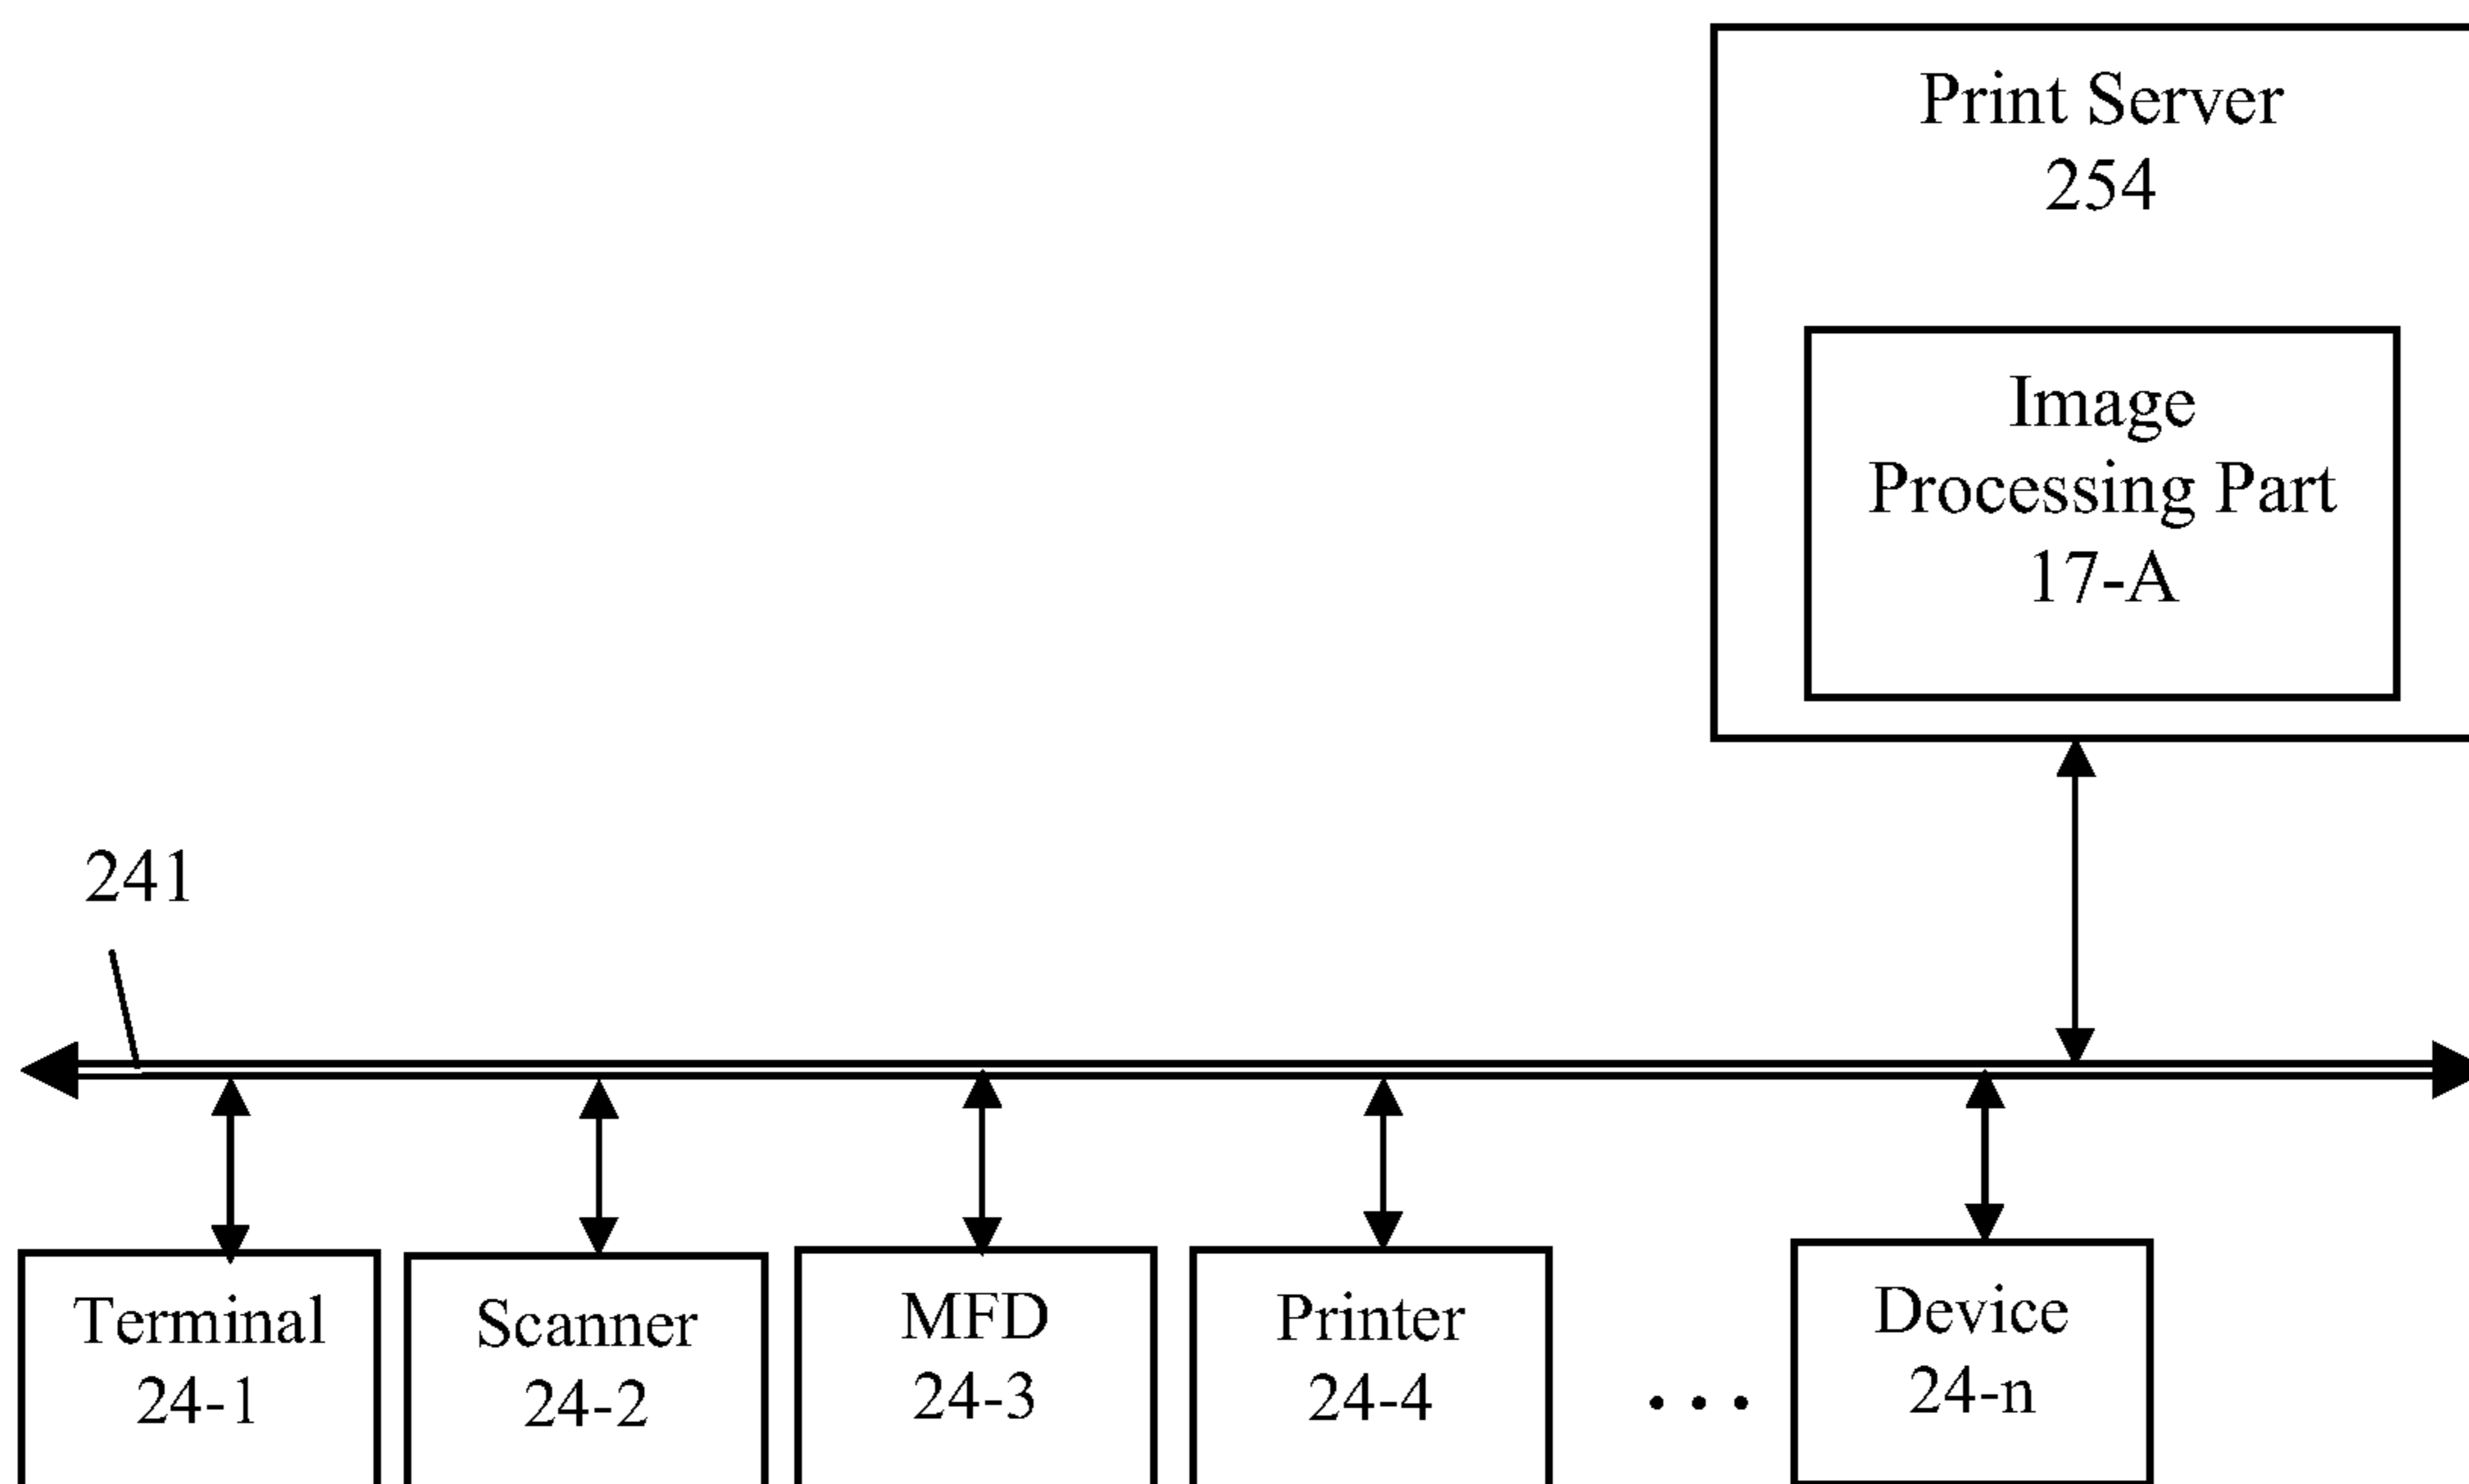 Print Server
254
Image
Processing Part
17-A
241
Terminal
24-1
Scanner
24-2
MFD
24-3
Printer
24-4
. . .
Device
24-n